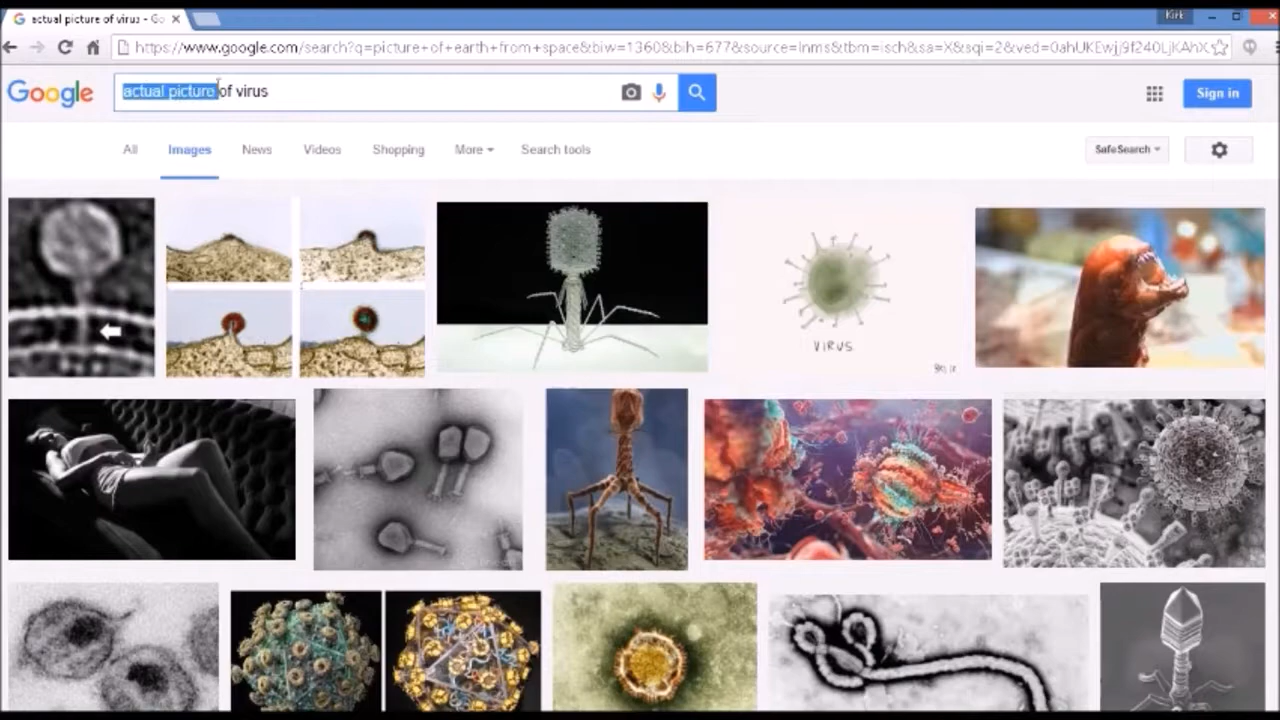 actual picture of virus - Go
Kirk
https://www.google.com/search?q=picture+of+earth+from+space&biw=1360&bih=677&source=lnms&tbm=isch&sa=X&sqi=2&ved=
Google
actual picture of virus
Sign in
All Images News Videos Shopping More Search tools
SafeSearch
VIRUS